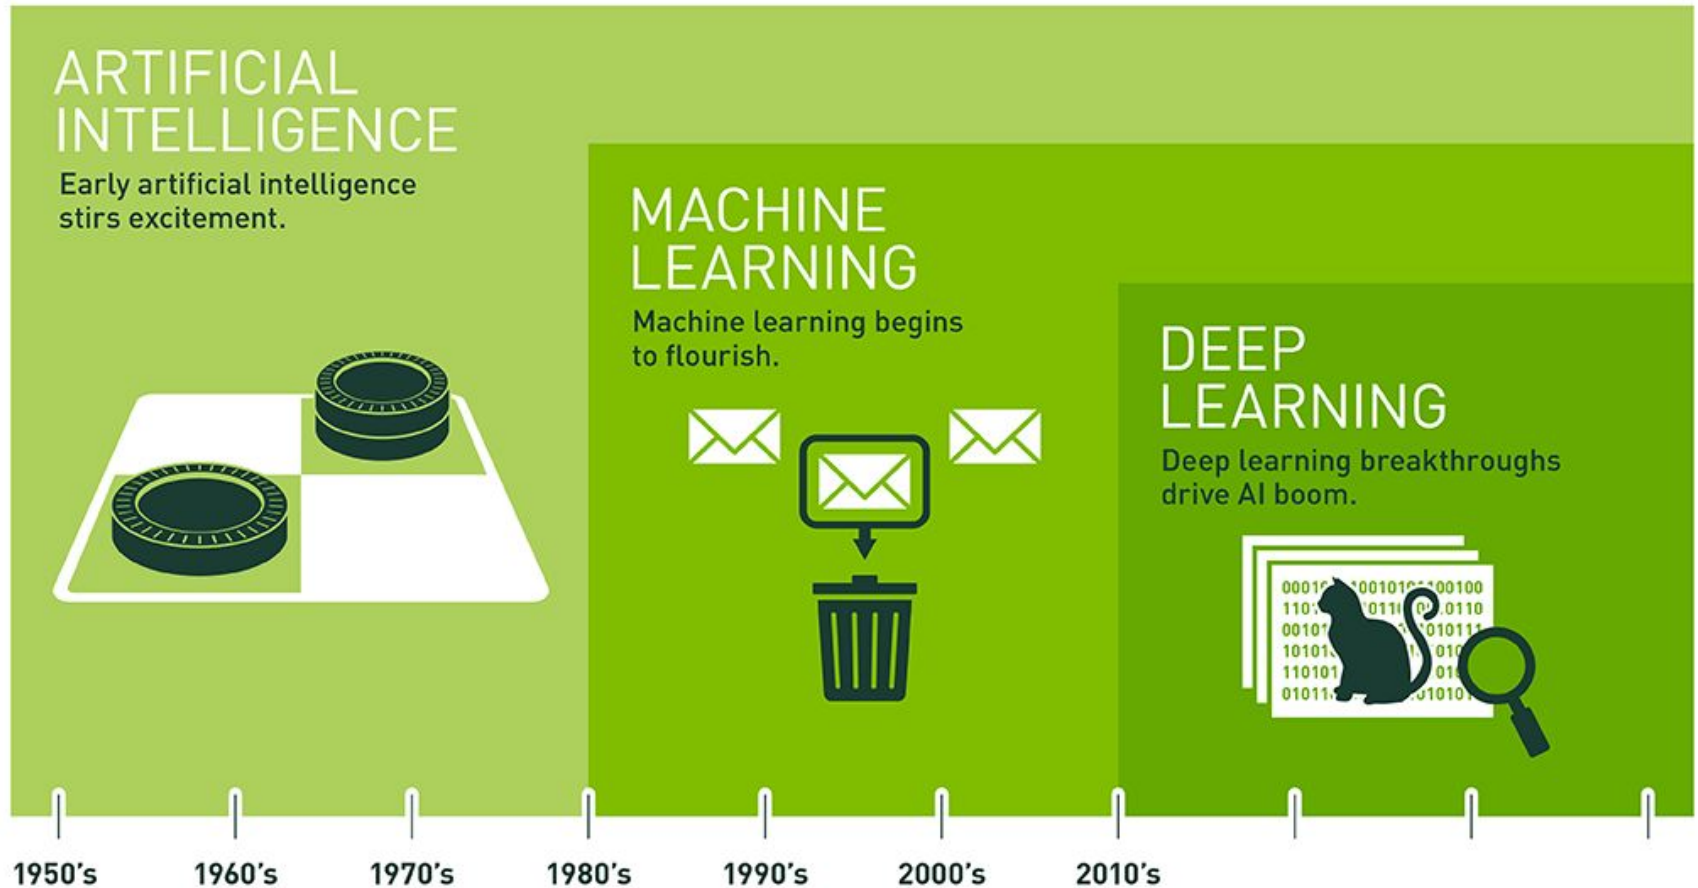 ARTIFICIAL
INTELLIGENCE
Early artificial intelligence
stirs excitement.
MACHINE
LEARNING
Machine learning begins
to flourish.
DEEP
LEARNING
Deep learning breakthroughs
drive AI boom.
1950's 1960's 1970's 1980's 1990's 2000's 2010's